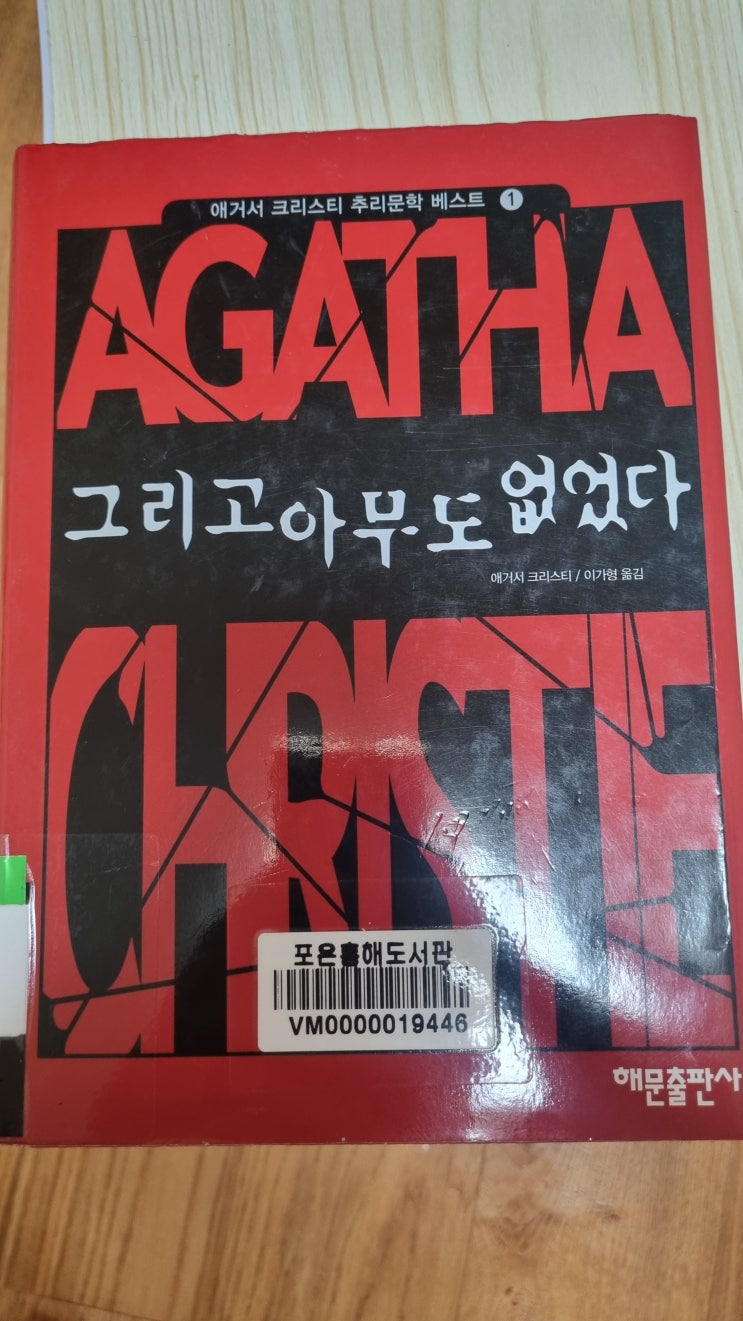 애거서 크리스티 추리문학 베스트 1
AGATHA
그리고 아무도 없었다
애거서 크리스티 / 이가형 옮김
CHRISTIE
포은흥해도서관
VM0000019446
해문출판사